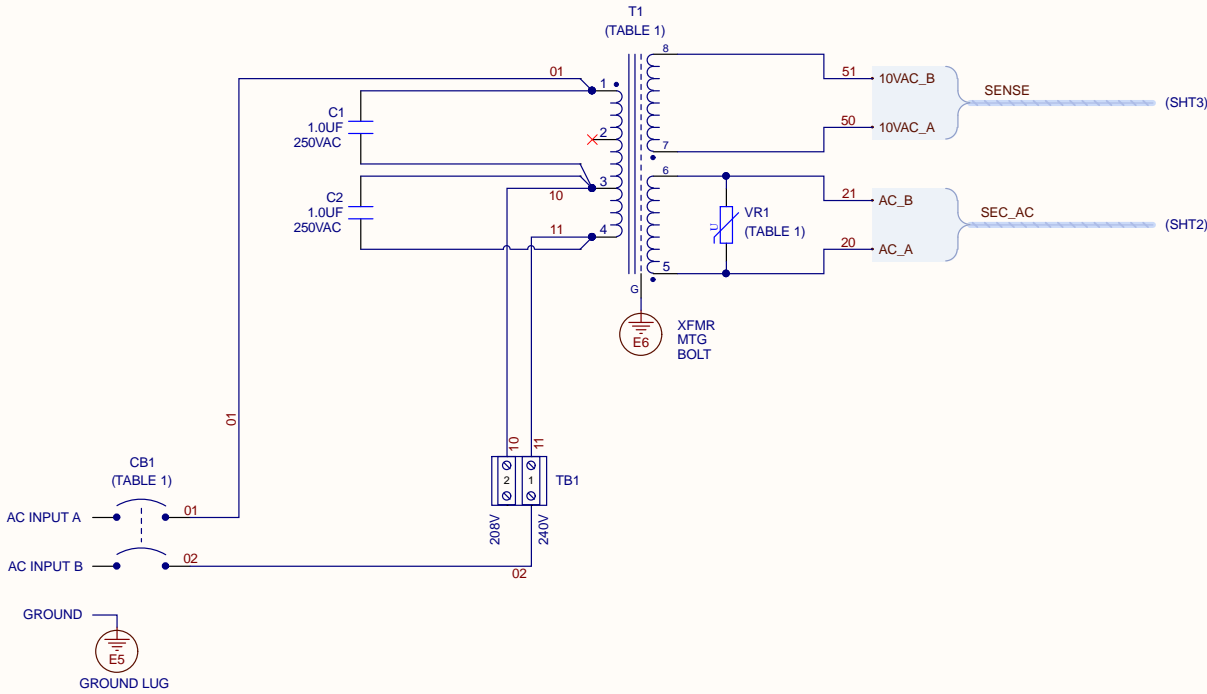 T1
(TABLE 1)
8
01
1
51
10VAC_B
SENSE
(SHT3)
C1
1.0UF
250VAC
2
50
10VAC_A
7
6
3
10
C2
1.0UF
250VAC
21
AC_B
SEC_AC
(SHT2)
U
VR1
(TABLE 1)
11
4
20
AC_A
5
G
E6
XFMR
MTG
BOLT
01
10
11
CB1
(TABLE 1)
2
1
TB1
AC INPUT A
01
208V
240V
AC INPUT B
02
02
GROUND
E5
GROUND LUG